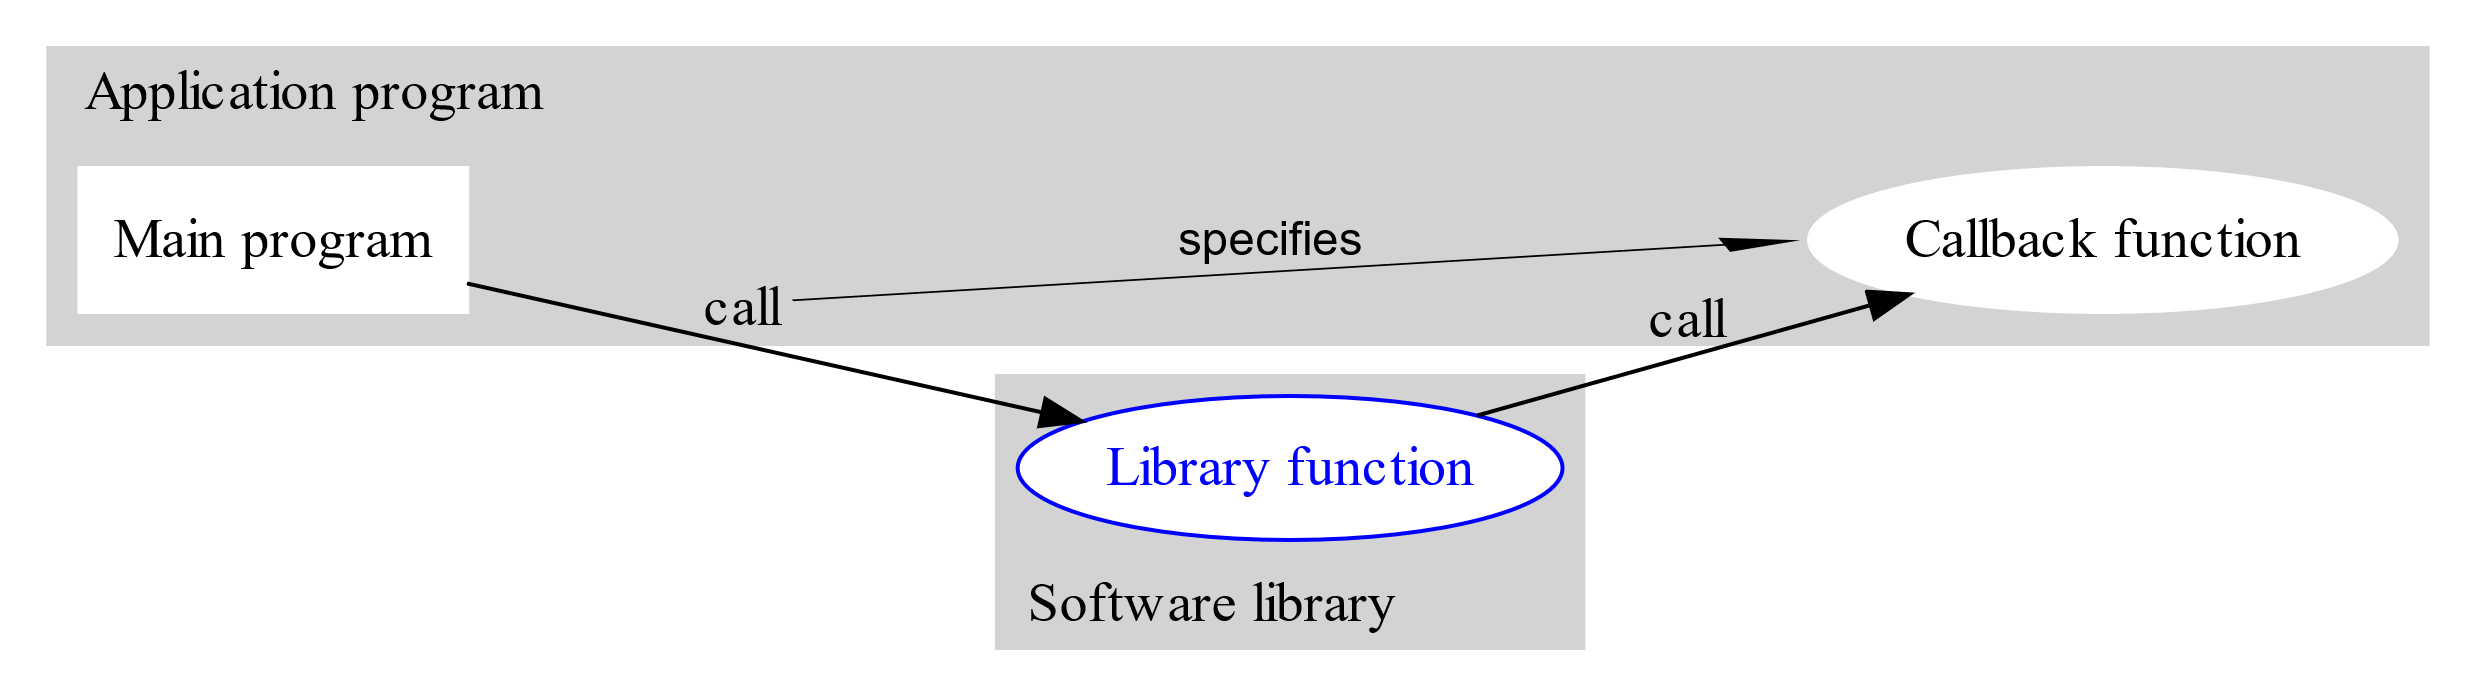 Application program
Main program
specifies
Callback function
call
call
Library function
Software library